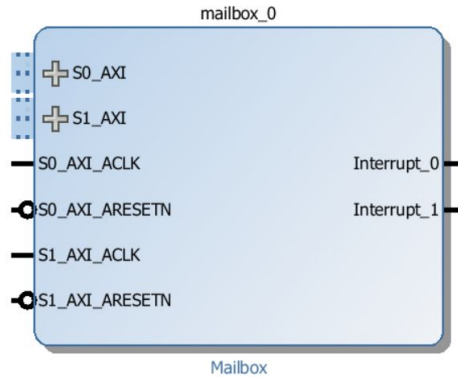 mailbox_0
S0_AXI
S1_AXI
S0_AXI_ACLK
Interrupt_0
S0_AXI_ARESETN
Interrupt_1
S1_AXI_ACLK
S1_AXI_ARESETN
Mailbox